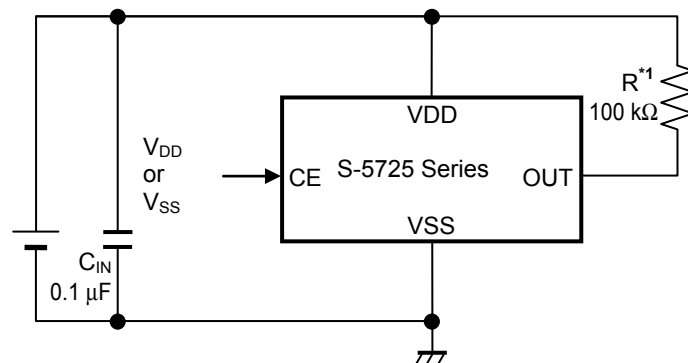 R*1
100 kΩ
VDD
VDD
or
VSS
CE
S-5725 Series
OUT
VSS
CIN
0.1 µF